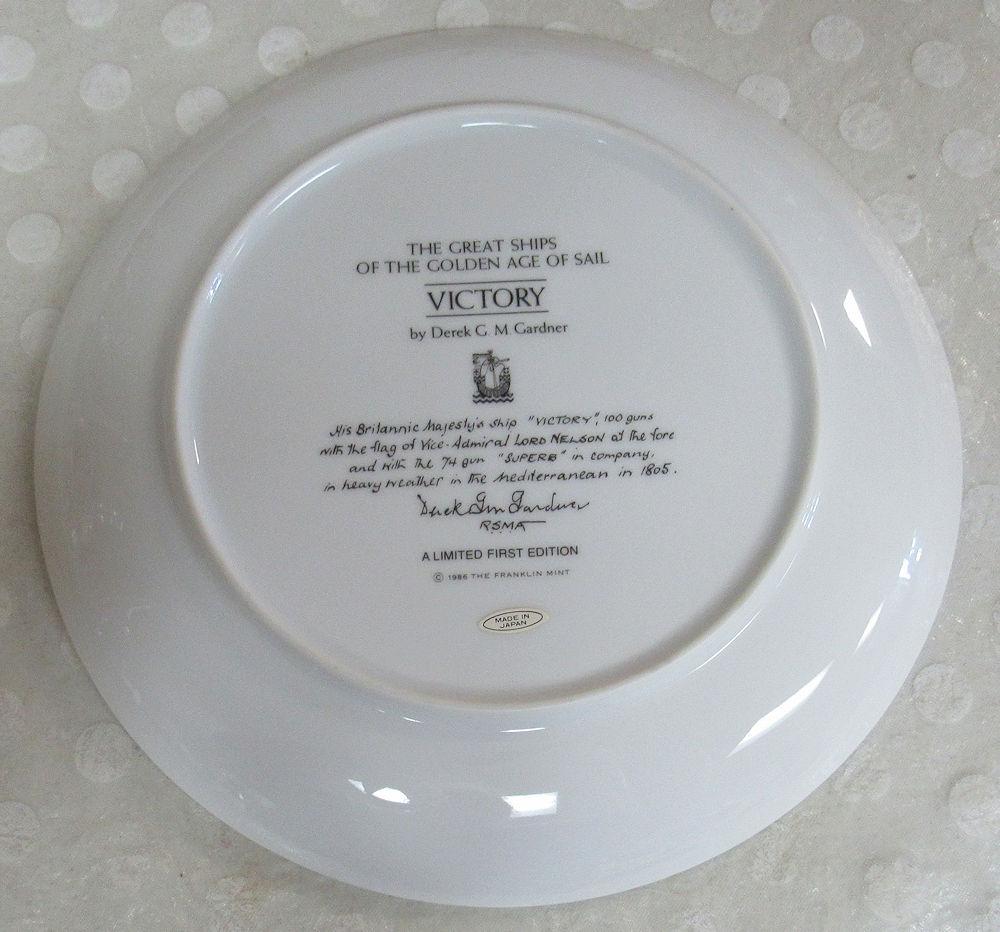 THE GREAT SHIPS
OF THE GOLDEN AGE OF SAIL
VICTORY
by Derek G. M. Gardner
His Britannic Majesty's Ship "VICTORY", 100 guns
with the flag of Vice-Admiral LORD NELSON at the fore
and with the 74 gun "SUPERB" in company,
in heavy weather in the Mediterranean in 1805.
Derek G M Gardner
RSMA
A LIMITED FIRST EDITION
© 1986 THE FRANKLIN MINT
MADE IN
JAPAN